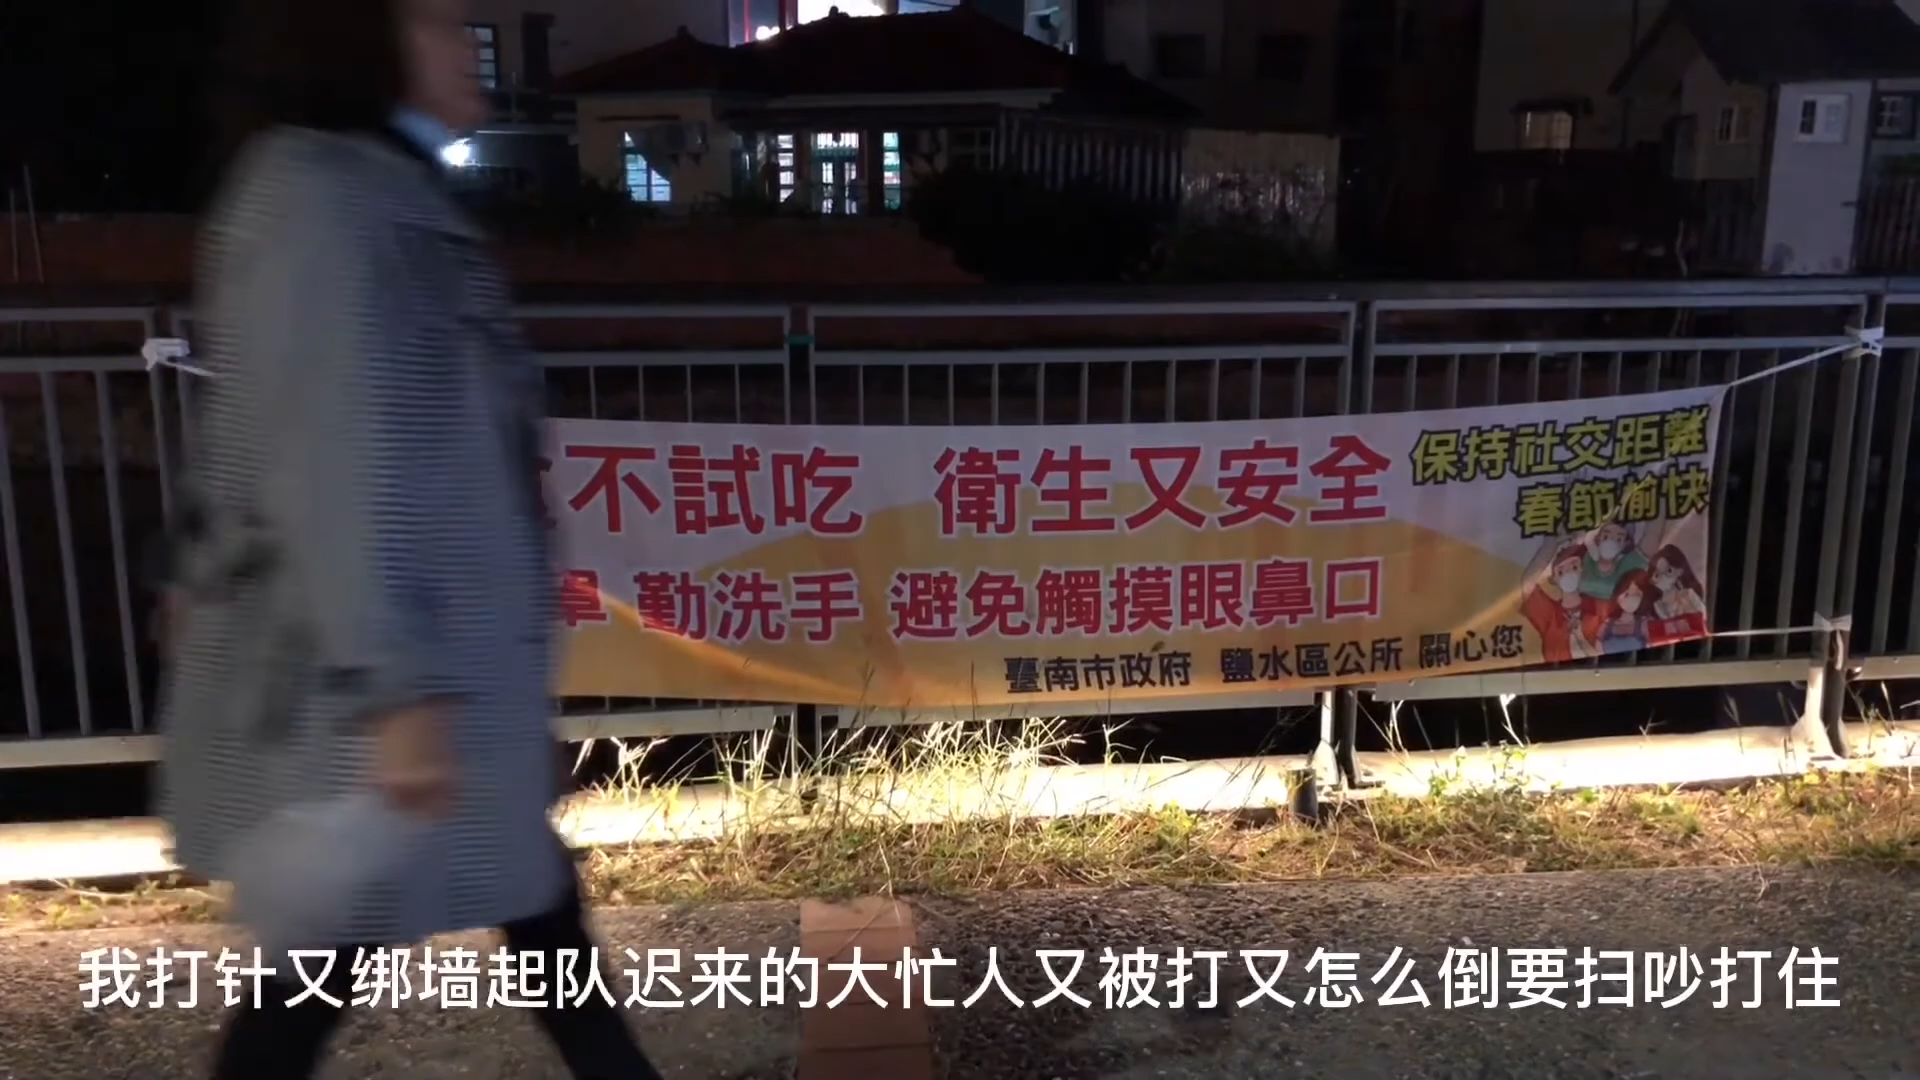 不試吃 衛生又安全
罩 勤洗手 避免觸摸眼鼻口
臺南市政府 鹽水區公所 關心您
保持社交距離
春節愉快
我打针又绑墙起队迟来的大忙人又被打又怎么倒要扫吵打住